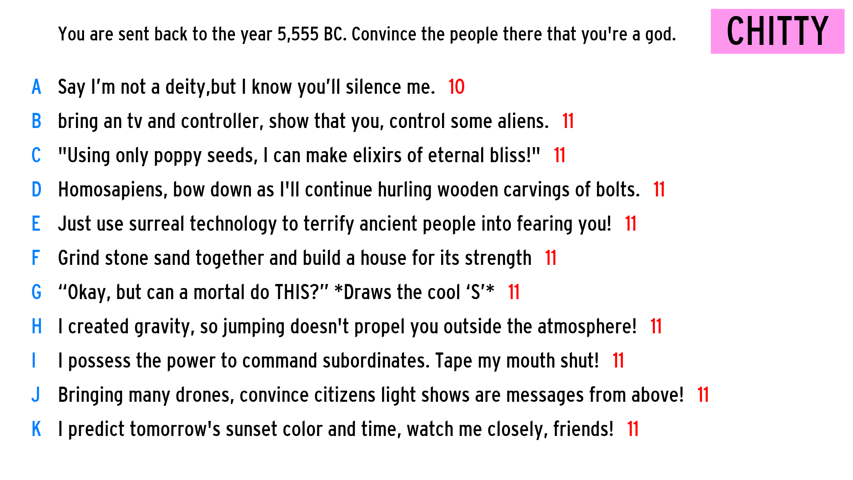 You are sent back to the year 5,555 BC. Convince the people there that you're a god.
CHITTY
A Say I’m not a deity,but I know you’ll silence me. 10
B bring an tv and controller, show that you, control some aliens. 11
C "Using only poppy seeds, I can make elixirs of eternal bliss!" 11
D Homosapiens, bow down as I'll continue hurling wooden carvings of bolts. 11
E Just use surreal technology to terrify ancient people into fearing you! 11
F Grind stone sand together and build a house for its strength 11
G “Okay, but can a mortal do THIS?” *Draws the cool ‘S’* 11
H I created gravity, so jumping doesn't propel you outside the atmosphere! 11
I I possess the power to command subordinates. Tape my mouth shut! 11
J Bringing many drones, convince citizens light shows are messages from above! 11
K I predict tomorrow's sunset color and time, watch me closely, friends! 11